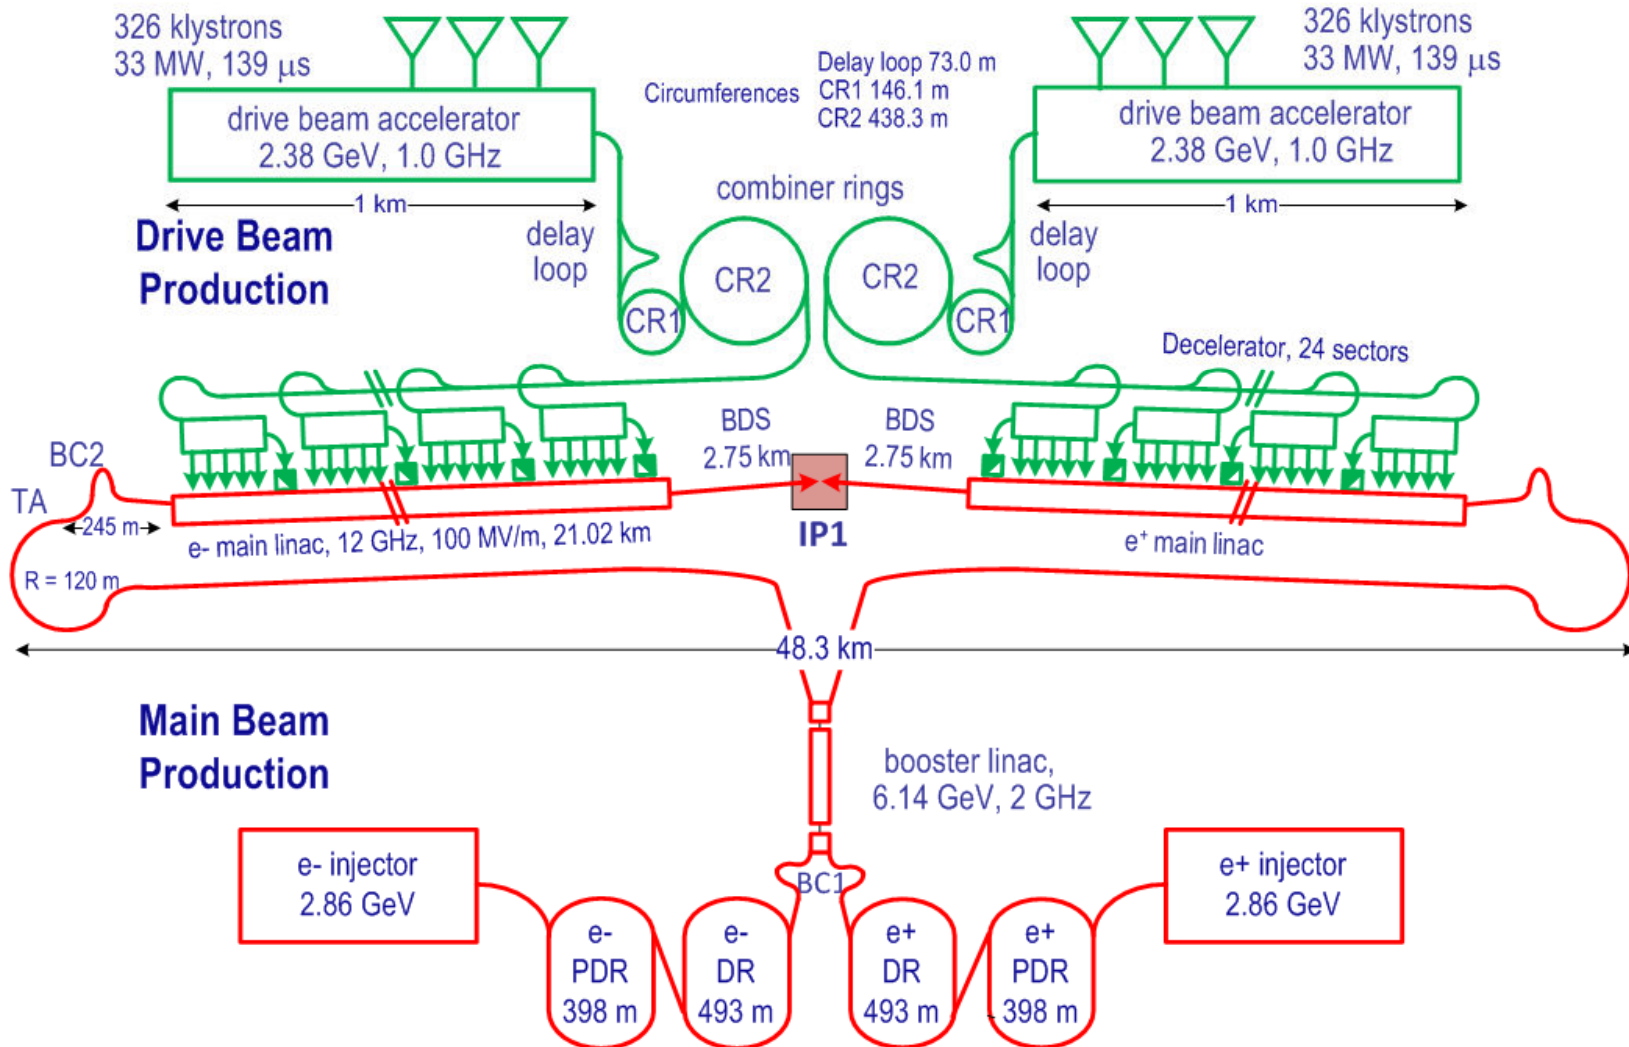 326 klystrons
33 MW, 139 μs
326 klystrons
33 MW, 139 μs
Circumferences
Delay loop 73.0 m
CR1 146.1 m
CR2 438.3 m
drive beam accelerator
2.38 GeV, 1.0 GHz
drive beam accelerator
2.38 GeV, 1.0 GHz
1 km
combiner rings
1 km
Drive Beam
Production
delay
loop
delay
loop
CR2
CR2
CR1
CR1
Decelerator, 24 sectors
BDS
2.75 km
BDS
2.75 km
BC2
TA
245 m
IP1
e- main linac, 12 GHz, 100 MV/m, 21.02 km
e+ main linac
R = 120 m
48.3 km
Main Beam
Production
booster linac,
6.14 GeV, 2 GHz
e- injector
2.86 GeV
BC1
e+ injector
2.86 GeV
e-
PDR
398 m
e-
DR
493 m
e+
DR
493 m
e+
PDR
398 m